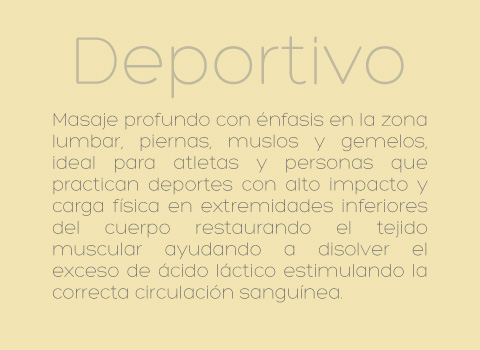 Deportivo
Masaje profundo con énfasis en la zona
lumbar, piernas, muslos y gemelos,
ideal para atletas y personas que
practican deportes con alto impacto y
carga física en extremidades inferiores
del cuerpo restaurando el tejido
muscular ayudando a disolver el
exceso de ácido láctico estimulando la
correcta circulación sanguínea.